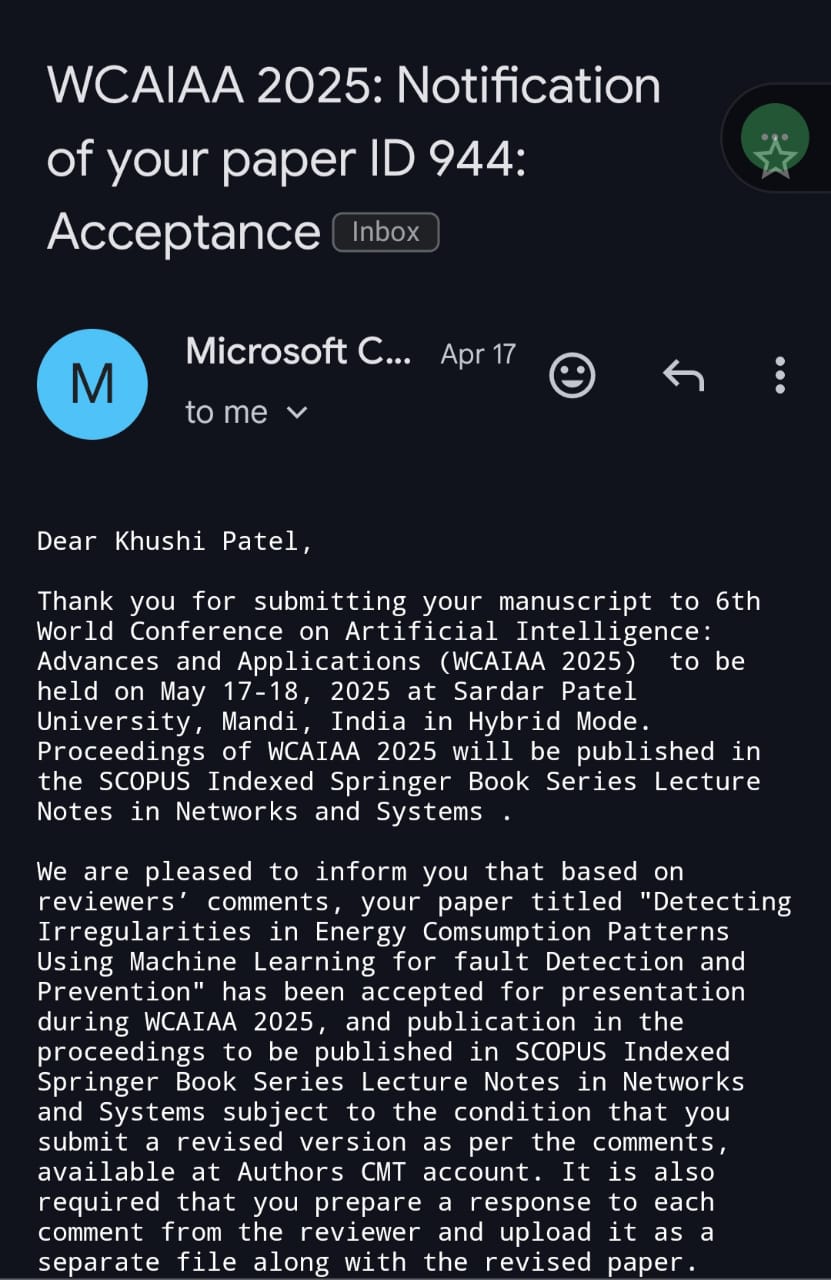 WCAIAA 2025: Notification
of your paper ID 944:
Acceptance Inbox
M
Microsoft C... Apr 17
to me
Dear Khushi Patel,
Thank you for submitting your manuscript to 6th
World Conference on Artificial Intelligence:
Advances and Applications (WCAIAA 2025)  to be
held on May 17-18, 2025 at Sardar Patel
University, Mandi, India in Hybrid Mode.
Proceedings of WCAIAA 2025 will be published in
the SCOPUS Indexed Springer Book Series Lecture
Notes in Networks and Systems .
We are pleased to inform you that based on
reviewers’ comments, your paper titled "Detecting
Irregularities in Energy Comsumption Patterns
Using Machine Learning for fault Detection and
Prevention" has been accepted for presentation
during WCAIAA 2025, and publication in the
proceedings to be published in SCOPUS Indexed
Springer Book Series Lecture Notes in Networks
and Systems subject to the condition that you
submit a revised version as per the comments,
available at Authors CMT account. It is also
required that you prepare a response to each
comment from the reviewer and upload it as a
separate file along with the revised paper.